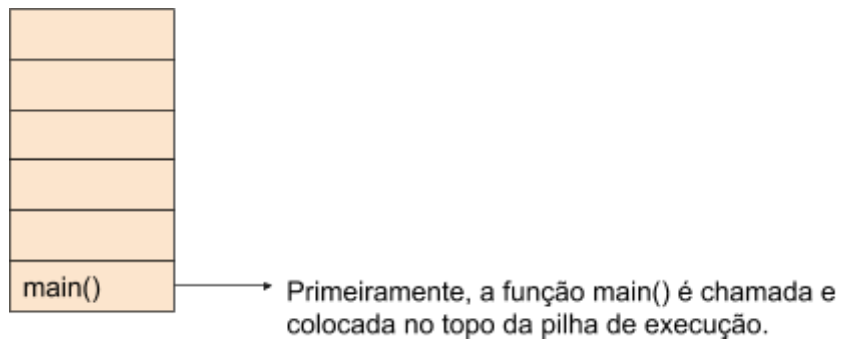 main()
Primeiramente, a função main() é chamada e
colocada no topo da pilha de execução.